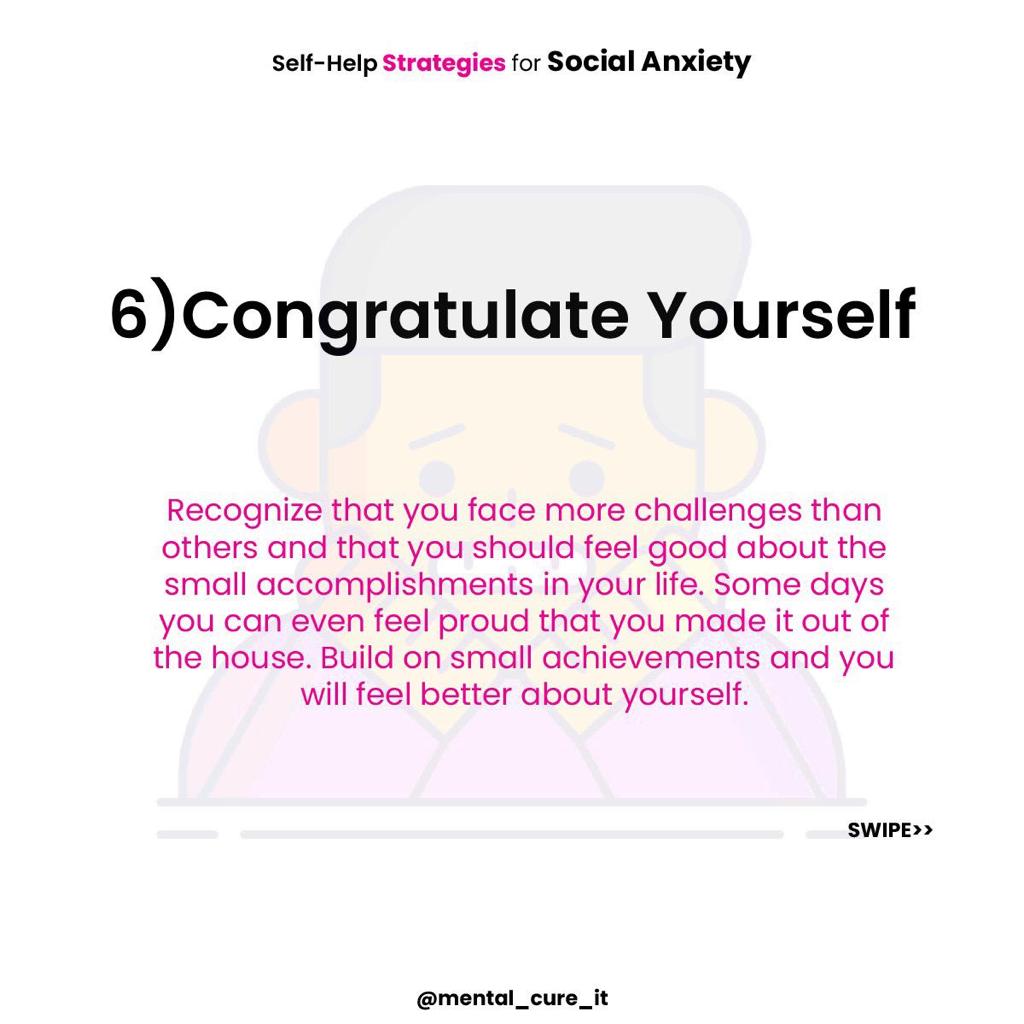 Self-Help Strategies for Social Anxiety
6)Congratulate Yourself
Recognize that you face more challenges than
others and that you should feel good about the
small accomplishments in your life. Some days
you can even feel proud that you made it out of
the house. Build on small achievements and you
will feel better about yourself.
SWIPE>>
@mental_cure_it